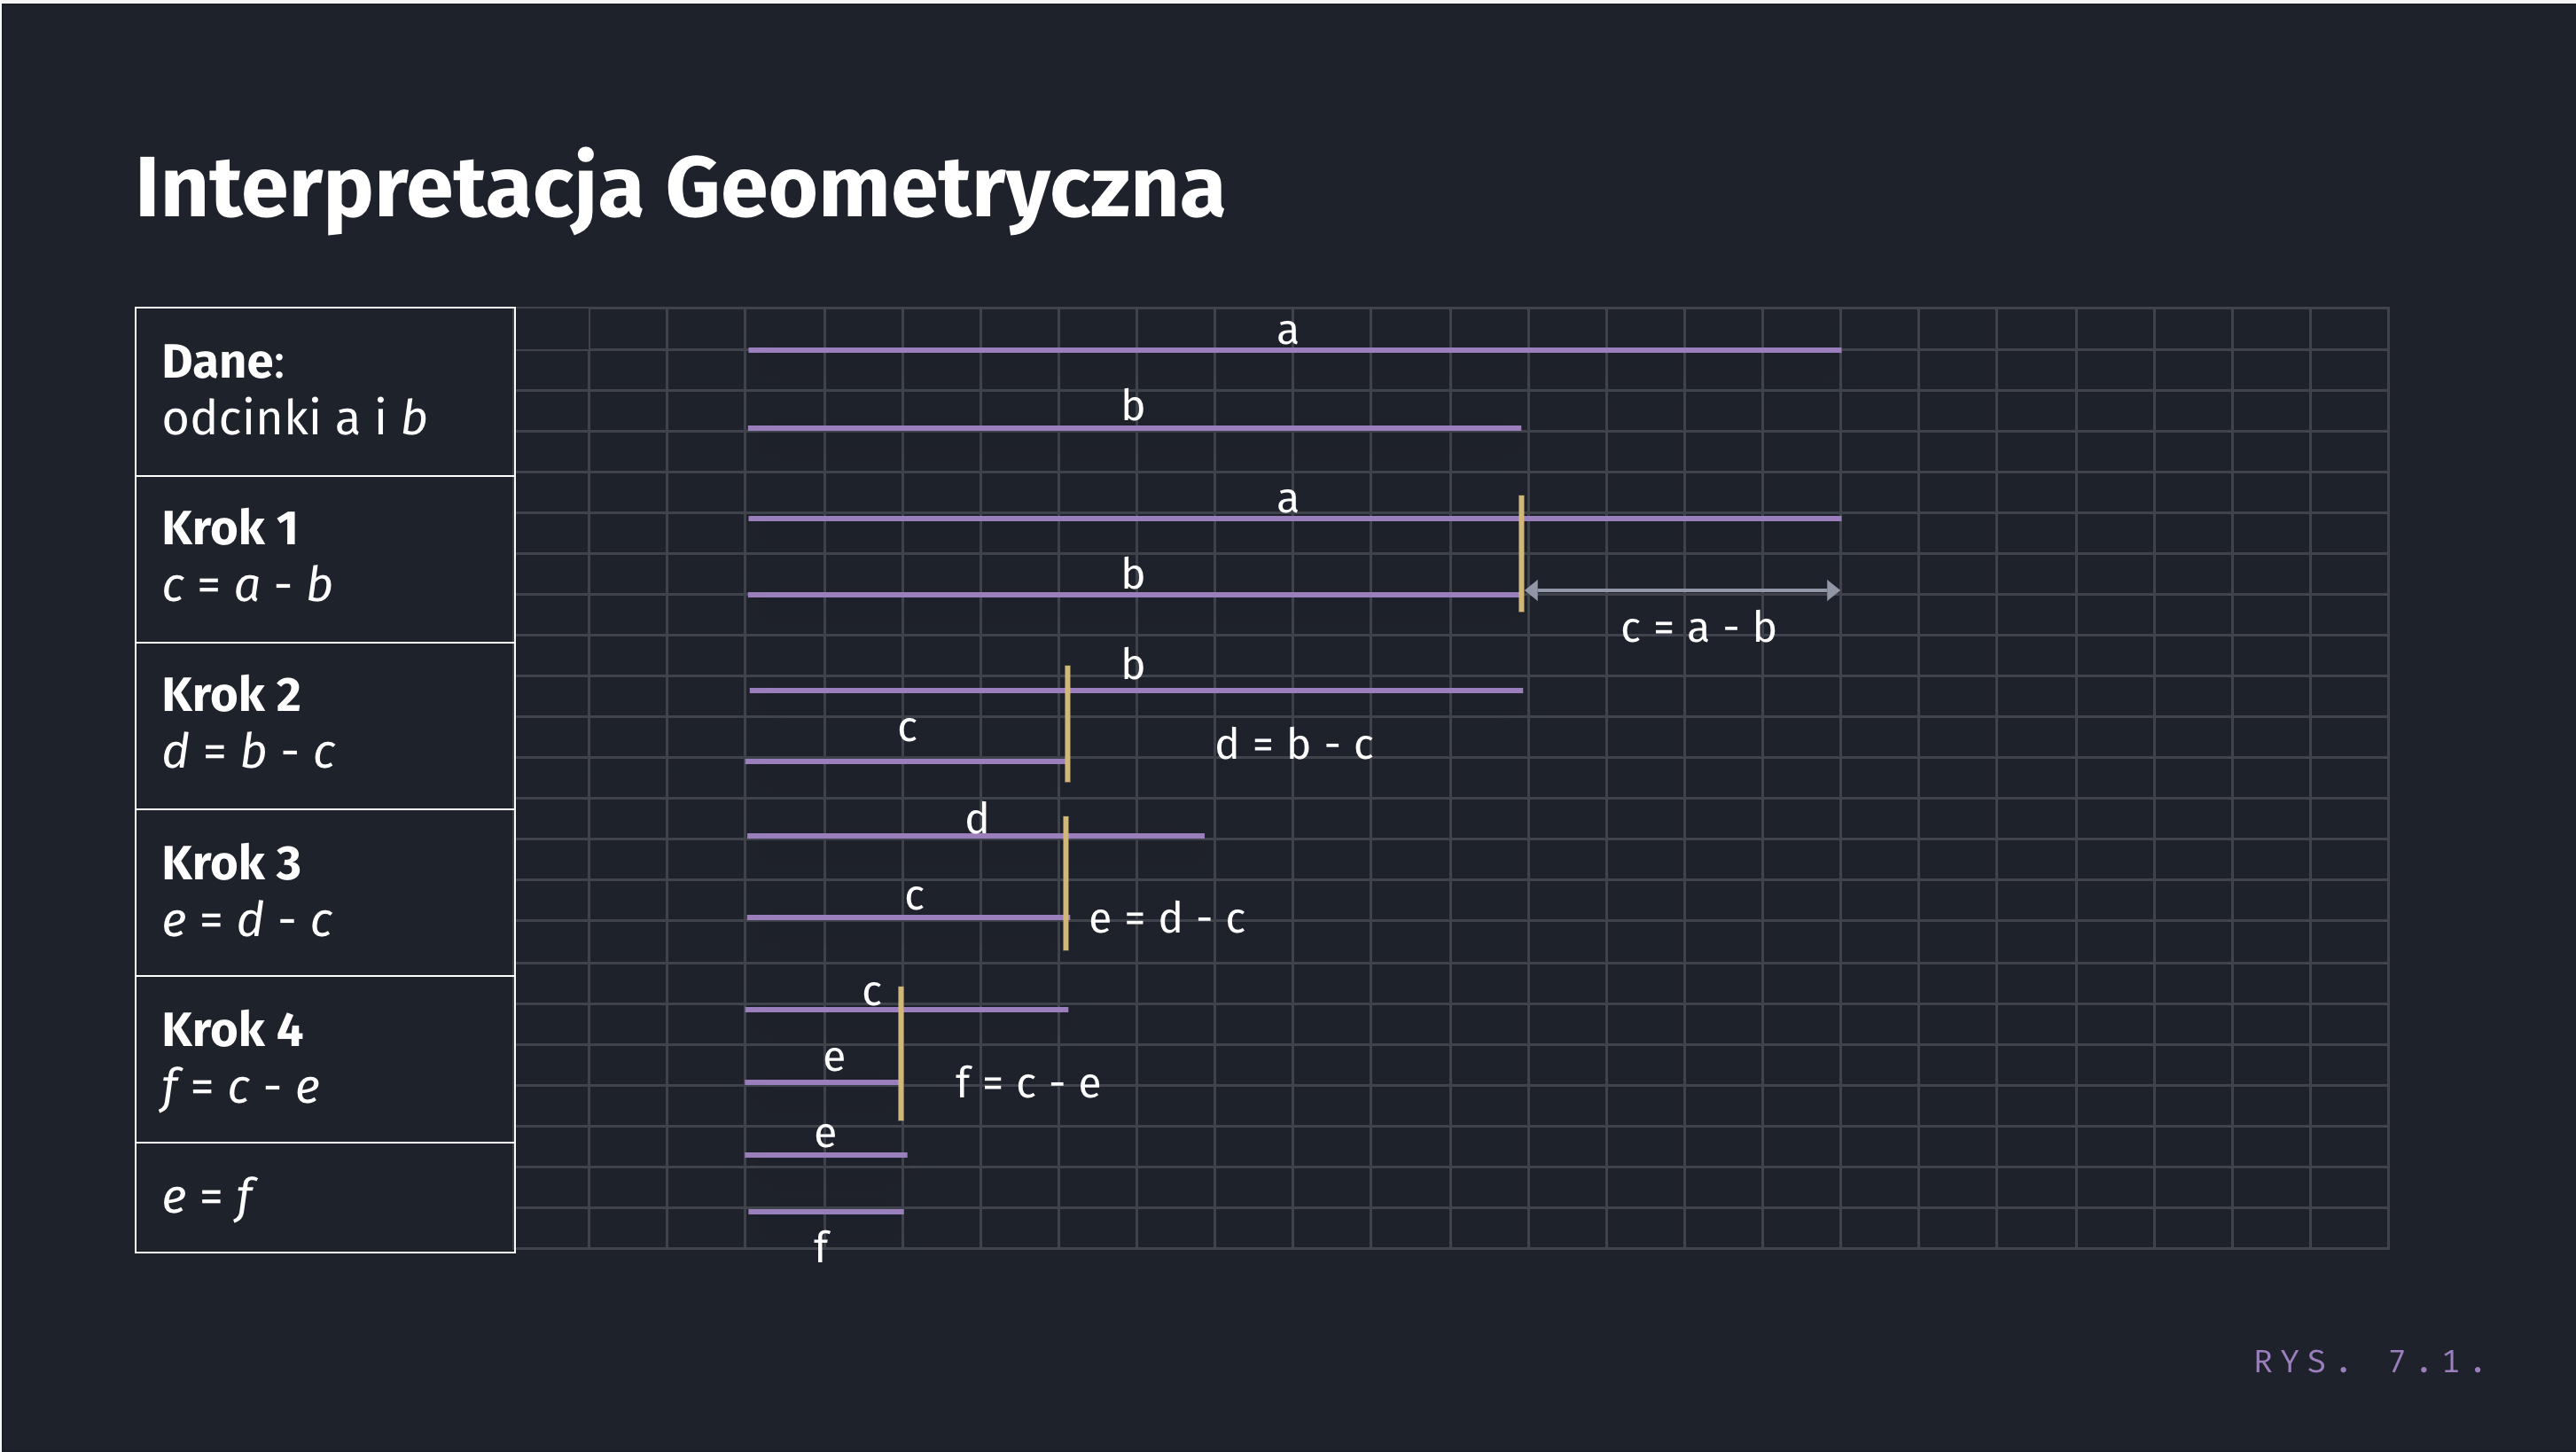 Interpretacja Geometryczna
Dane:
odcinki a i b
a
b
Krok 1
c = a - b
a
b
c = a - b
Krok 2
d = b - c
b
c
d = b - c
Krok 3
e = d - c
d
c
e = d - c
Krok 4
f = c - e
c
e
f = c - e
e = f
e
f
RYS. 7.1.